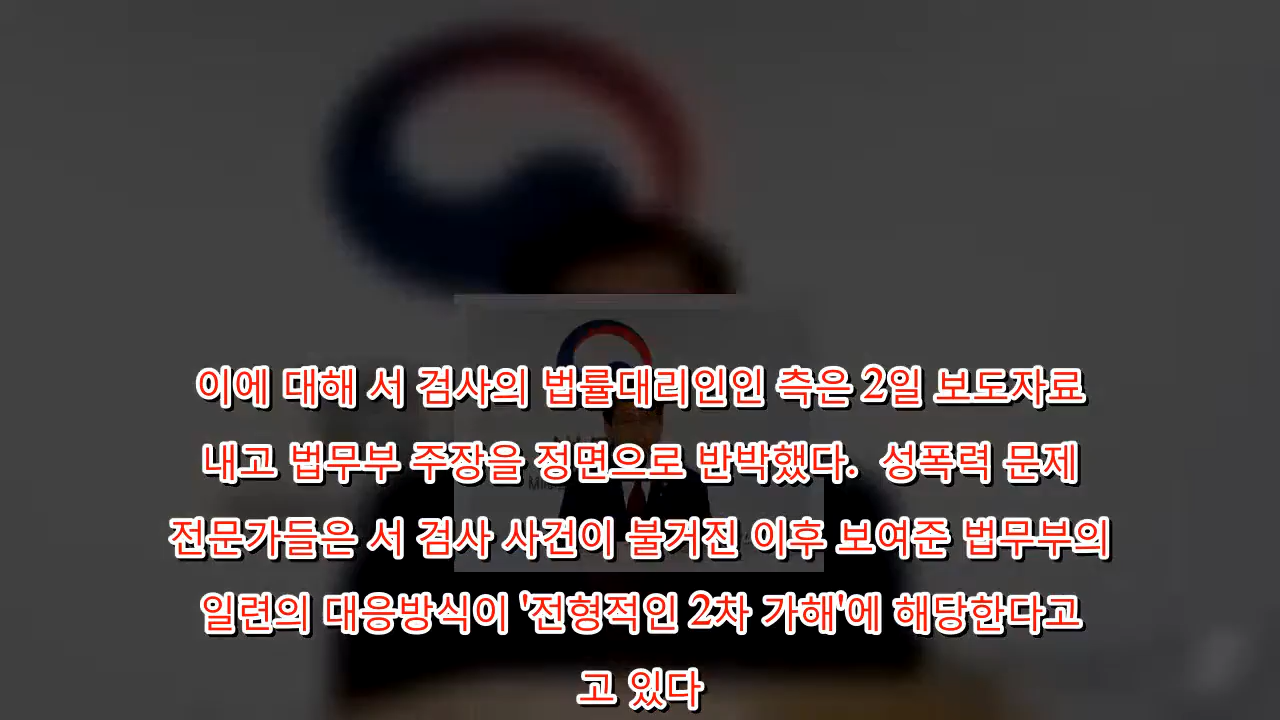 이에 대해 서 검사의 법률대리인인 측은 2일 보도자료
내고 법무부 주장을 정면으로 반박했다. 성폭력 문제
전문가들은 서 검사 사건이 불거진 이후 보여준 법무부의
일련의 대응방식이 '전형적인 2차 가해'에 해당한다고
고 있다